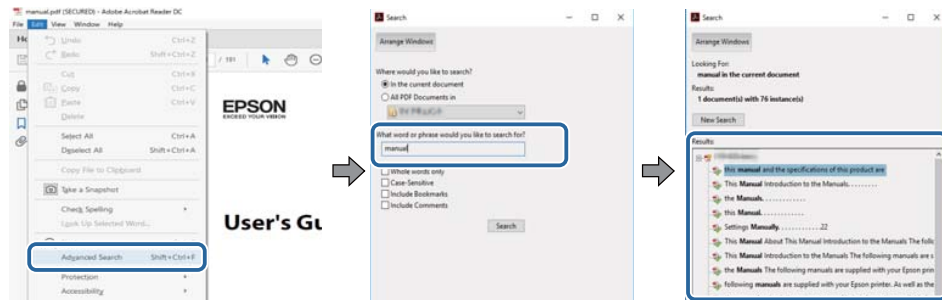 manual.pdf (SECURED) - Adobe Acrobat Reader DC
File Edit View Window Help
Undo Ctrl+Z
Redo Shift+Ctrl+Z
Cut Ctrl+X
Copy Ctrl+C
Paste Ctrl+V
Delete
Select All Ctrl+A
Deselect All Shift+Ctrl+A
Copy File to Clipboard
Take a Snapshot
Check Spelling
Look Up Selected Word...
Advanced Search Shift+Ctrl+F
Protection
Accessibility
/ 191
EPSON
EXCEED YOUR VISION
User's Gu
Search
Arrange Windows
Where would you like to search?
In the current document
All PDF Documents in
What word or phrase would you like to search for?
manual
Whole words only
Case-Sensitive
Include Bookmarks
Include Comments
Search
Search
Arrange Windows
Looking For:
manual in the current document
Results:
1 document(s) with 76 instance(s)
New Search
Results:
this manual and the specifications of this product are
This Manual Introduction to the Manuals.........
the Manuals.............
this Manual.............
Settings Manually.............22
This Manual About This Manual Introduction to the Manuals The follo
This Manual Introduction to the Manuals The following manuals are s
the Manuals The following manuals are supplied with your Epson prin
following manuals are supplied with your Epson printer. As well as the